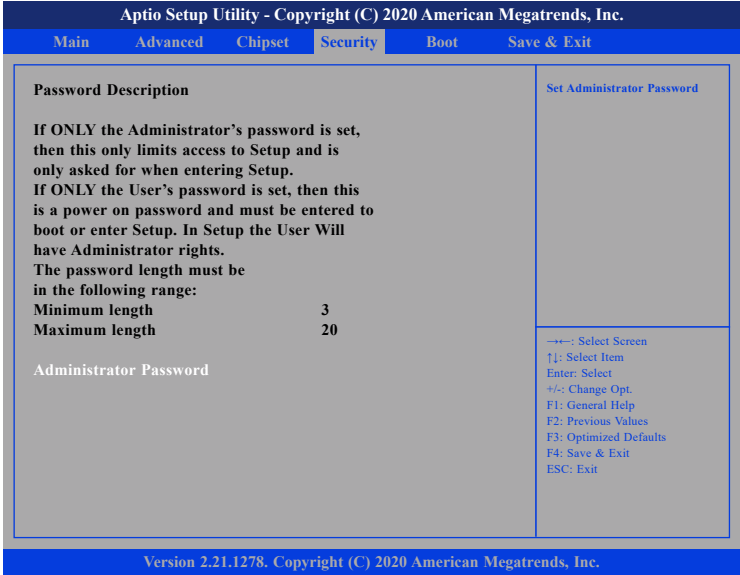 Aptio Setup Utility - Copyright (C) 2020 American Megatrends, Inc.
Main Advanced Chipset Security Boot Save & Exit
Password Description
If ONLY the Administrator's password is set,
then this only limits access to Setup and is
only asked for when entering Setup.
If ONLY the User's password is set, then this
is a power on password and must be entered to
boot or enter Setup. In Setup the User Will
have Administrator rights.
The password length must be
in the following range:
Minimum length 3
Maximum length 20
Administrator Password
Set Administrator Password
→←: Select Screen
↑↓: Select Item
Enter: Select
+/-: Change Opt.
F1: General Help
F2: Previous Values
F3: Optimized Defaults
F4: Save & Exit
ESC: Exit
Version 2.21.1278. Copyright (C) 2020 American Megatrends, Inc.